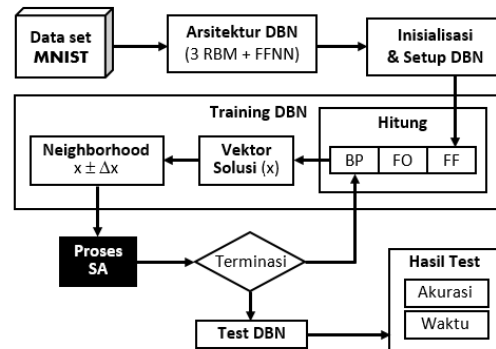 Data set
MNIST
Arsitektur DBN
(3 RBM + FFNN)
Inisialisasi
& Setup DBN
Training DBN
Hitung
BP
FO
FF
Vektor
Solusi (x)
Neighborhood
x ± Δx
Proses
SA
Terminasi
Test DBN
Hasil Test
Akurasi
Waktu